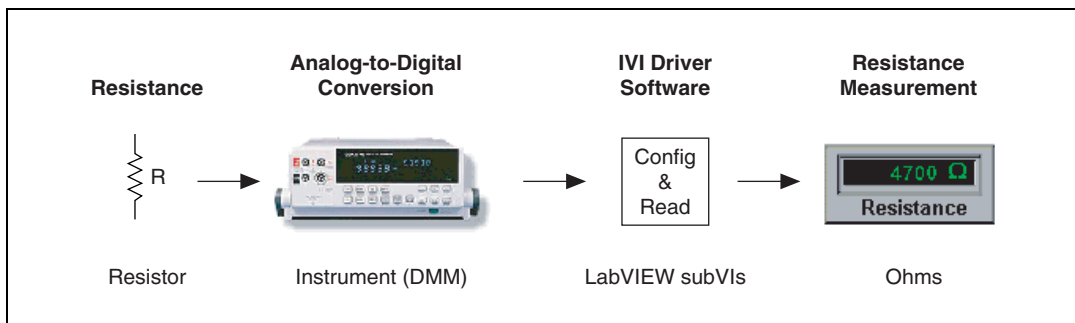 Resistance
Analog-to-Digital
Conversion
IVI Driver
Software
Resistance
Measurement
R
Config
&
Read
4700 Ω
Resistance
Resistor
Instrument (DMM)
LabVIEW subVIs
Ohms